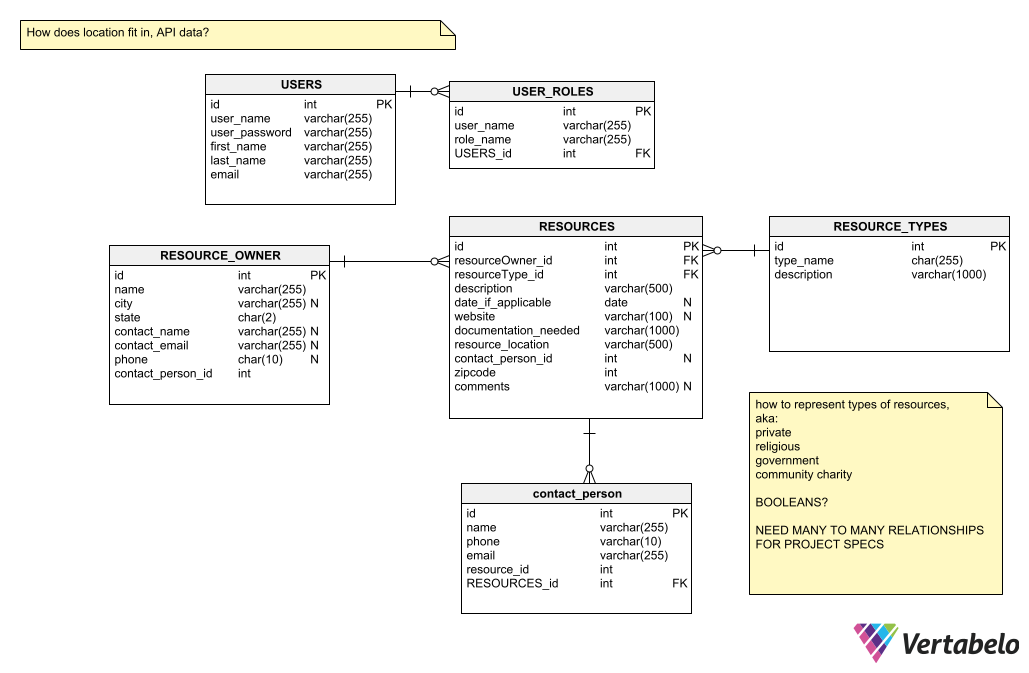 How does location fit in, API data?
USERS
id int PK
user_name varchar(255)
user_password varchar(255)
first_name varchar(255)
last_name varchar(255)
email varchar(255)
USER_ROLES
id int PK
user_name varchar(255)
role_name varchar(255)
USERS_id int FK
RESOURCE_OWNER
id int PK
name varchar(255)
city varchar(255) N
state char(2)
contact_name varchar(255) N
contact_email varchar(255) N
phone char(10) N
contact_person_id int
RESOURCES
id int PK
resourceOwner_id int FK
resourceType_id int FK
description varchar(500)
date_if_applicable date N
website varchar(100) N
documentation_needed varchar(1000)
resource_location varchar(500)
contact_person_id int N
zipcode int
comments varchar(1000) N
RESOURCE_TYPES
id int PK
type_name char(255)
description varchar(1000)
contact_person
id int PK
name varchar(255)
phone varchar(10)
email varchar(255)
resource_id int
RESOURCES_id int FK
how to represent types of resources,
aka:
private
religious
government
community charity
BOOLEANS?
NEED MANY TO MANY RELATIONSHIPS
FOR PROJECT SPECS
Vertabelo